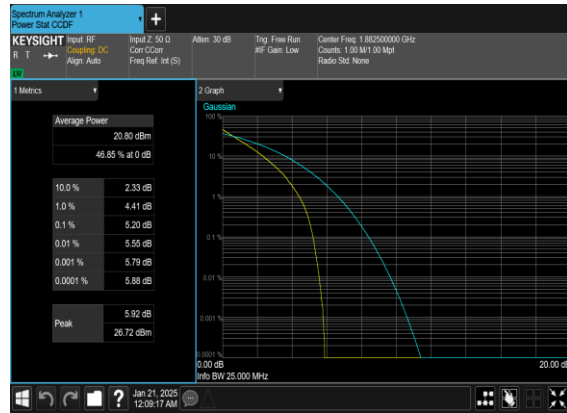 Spectrum Analyzer 1
Power Stat CCDF
KEYSIGHT
R T
LV
Input: RF
Coupling: DC
Align: Auto
Input Z: 50 Ω
Corr CCorr
Freq Ref: Int (S)
Atten: 30 dB
Trig: Free Run
#IF Gain: Low
Center Freq: 1.882500000 GHz
Counts: 1.00 M/1.00 Mpt
Radio Std: None
1 Metrics
Average Power
20.80 dBm
46.85 % at 0 dB
10.0 % 2.33 dB
1.0 % 4.41 dB
0.1 % 5.20 dB
0.01 % 5.55 dB
0.001 % 5.79 dB
0.0001 % 5.88 dB
Peak
5.92 dB
26.72 dBm
2 Graph
Gaussian
100 %
10 %
1 %
0.1 %
0.01 %
0.001 %
0.0001 %
0.00 dB
20.00 dB
Info BW 25.000 MHz
Jan 21, 2025
12:09:17 AM